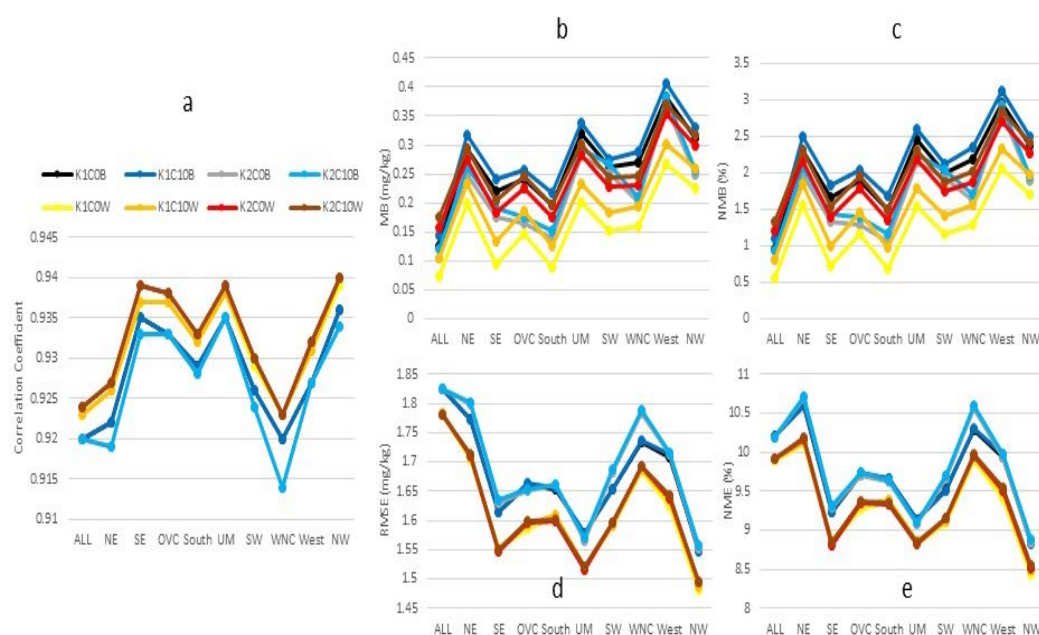 a
K1C0B K1C10B K2C0B K2C10B
K1C0W K1C10W K2C0W K2C10W
Correlation Coefficient
0.945
0.94
0.935
0.93
0.925
0.92
0.915
0.91
ALL NE SE OVC South UM SW WNC West NW
b
MB (mg/kg)
0.45
0.4
0.35
0.3
0.25
0.2
0.15
0.1
0.05
0
ALL NE SE OVC South UM SW WNC West NW
c
NMB (%)
3.5
3
2.5
2
1.5
1
0.5
0
ALL NE SE OVC South UM SW WNC West NW
RMSE (mg/kg)
1.85
1.8
1.75
1.7
1.65
1.6
1.55
1.5
1.45
d
ALL NE SE OVC South UM SW WNC West NW
NME (%)
11
10.5
10
9.5
9
8.5
8
e
ALL NE SE OVC South UM SW WNC West NW